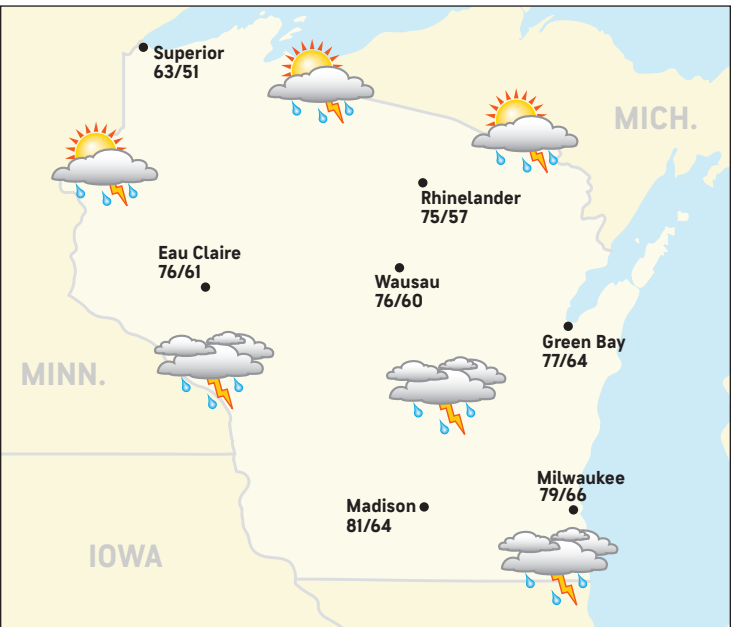 Superior
63/51
MICH.
Rhinelander
75/57
Eau Claire
76/61
Wausau
76/60
Green Bay
77/64
MINN.
Milwaukee
79/66
Madison
81/64
IOWA